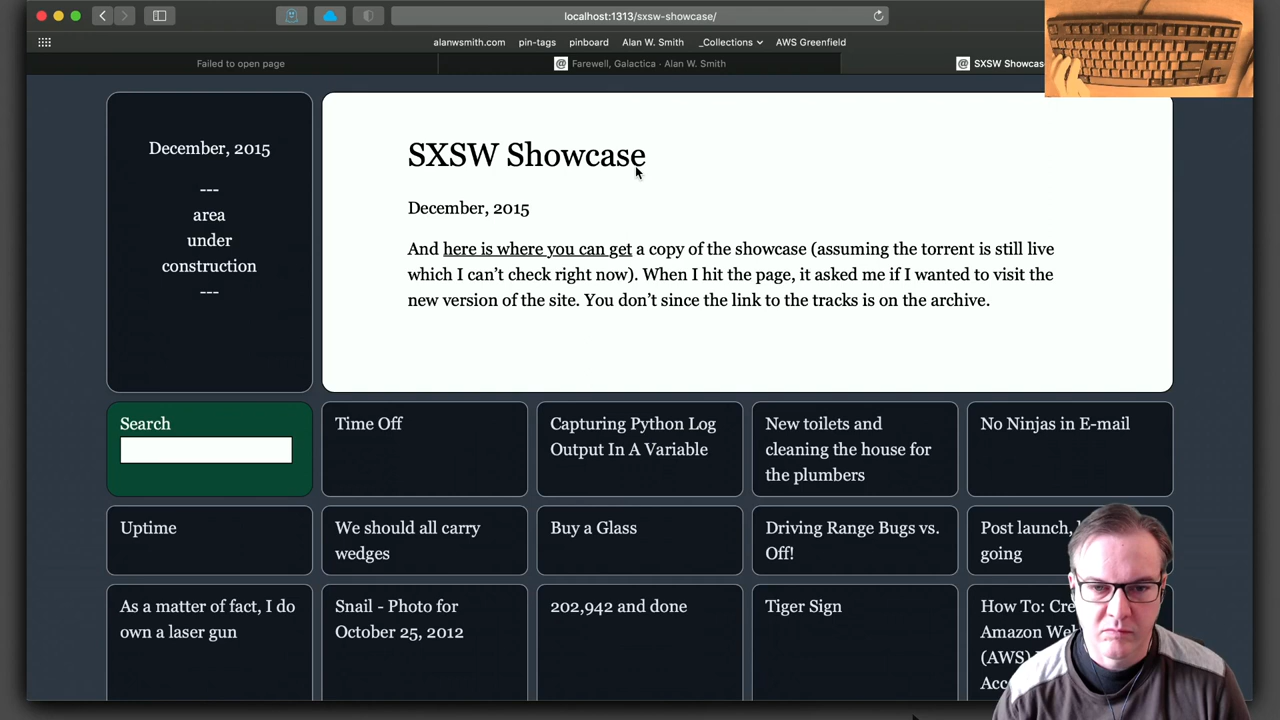 localhost:1313/sxsw-showcase/
alanwsmith.com pin-tags pinboard Alan W. Smith _Collections AWS Greenfield
Failed to open page
@ Farewell, Galactica · Alan W. Smith
@ SXSW Showcas
December, 2015
---
area
under
construction
---
SXSW Showcase
December, 2015
And here is where you can get a copy of the showcase (assuming the torrent is still live
which I can’t check right now). When I hit the page, it asked me if I wanted to visit the
new version of the site. You don’t since the link to the tracks is on the archive.
Search
Time Off
Capturing Python Log
Output In A Variable
New toilets and
cleaning the house for
the plumbers
No Ninjas in E-mail
Uptime
We should all carry
wedges
Buy a Glass
Driving Range Bugs vs.
Off!
Post launch,
going
As a matter of fact, I do
own a laser gun
Snail - Photo for
October 25, 2012
202,942 and done
Tiger Sign
How To: Cre
Amazon We
(AWS)
Acc